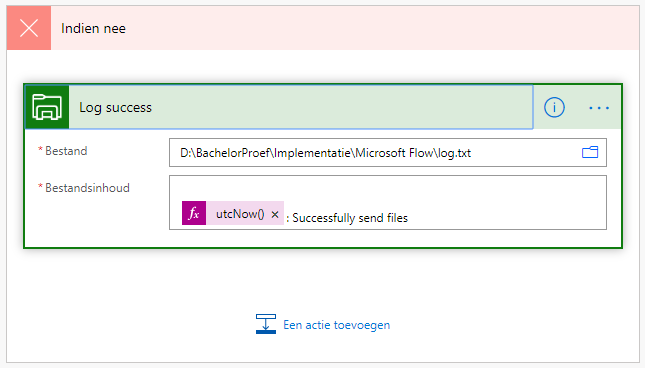 Indien nee
Log success
* Bestand
D:\BachelorProef\Implementatie\Microsoft Flow\log.txt
* Bestandsinhoud
fx utcNow() × : Successfully send files
Een actie toevoegen